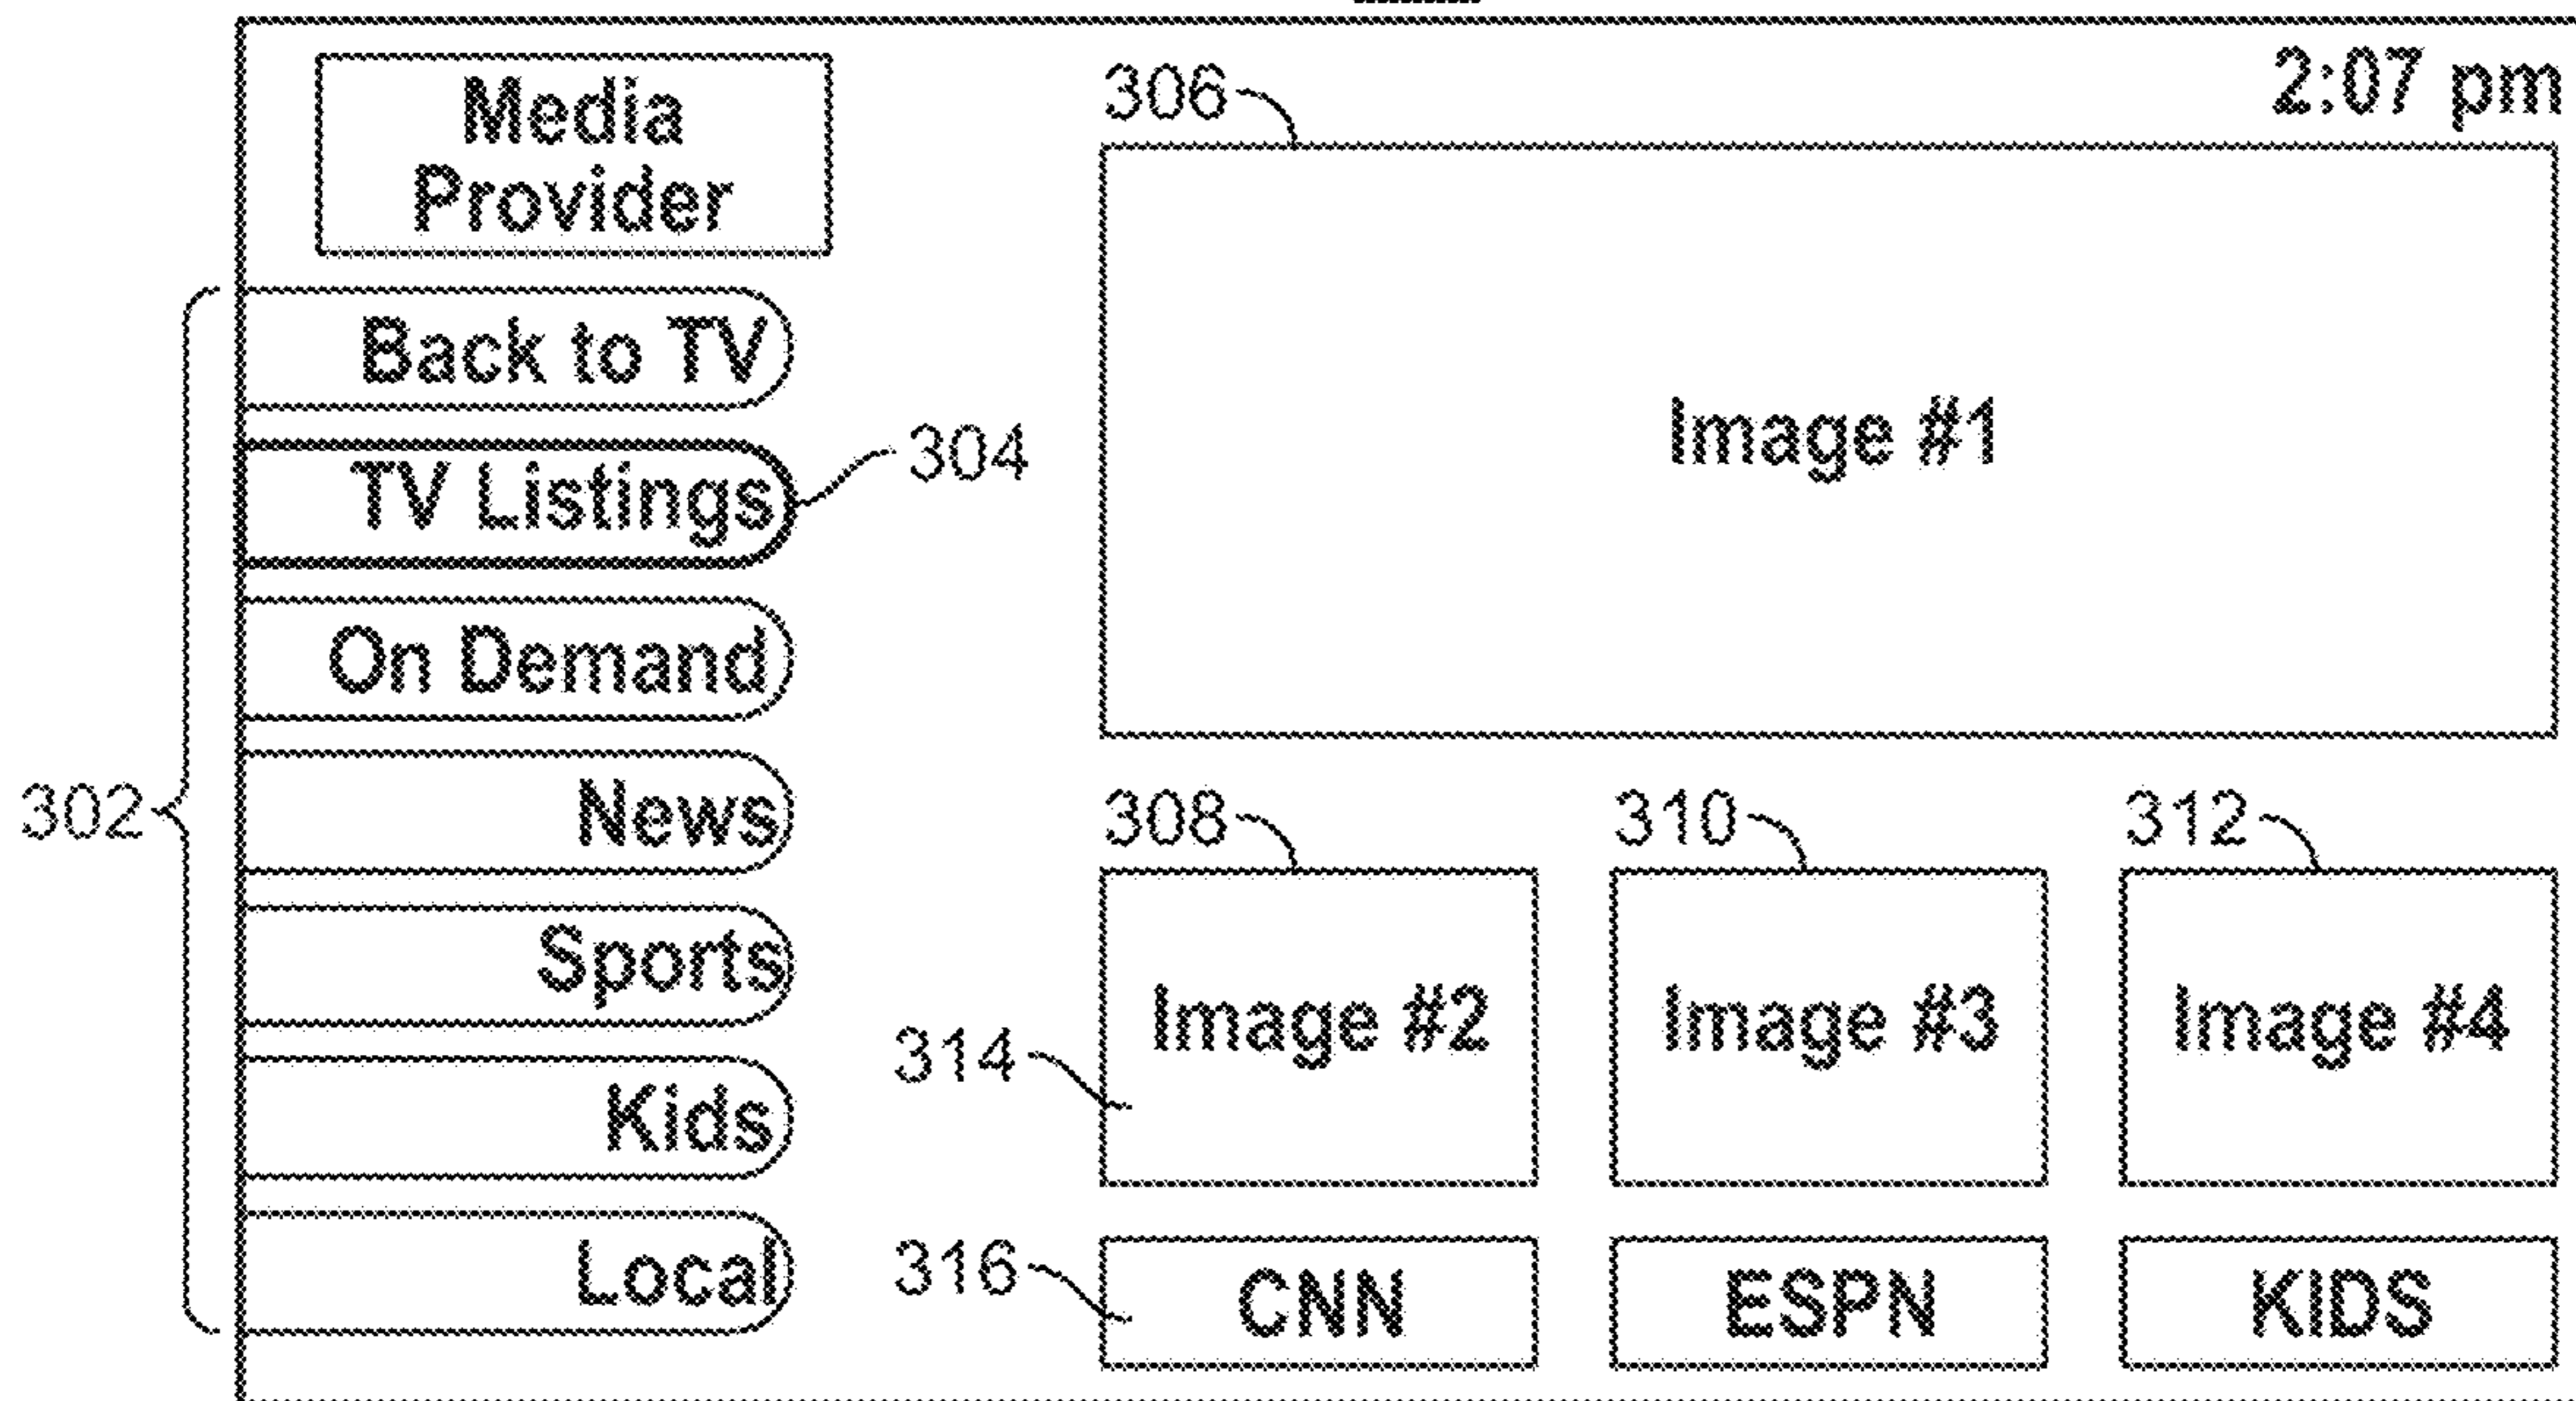 2:07 pm
Media
Provider
306
Image #1
Back to TV
TV Listings
304
On Demand
302
News
308
310
312
Sports
Image #2
Image #3
Image #4
314
Kids
Local
316
CNN
ESPN
KIDS